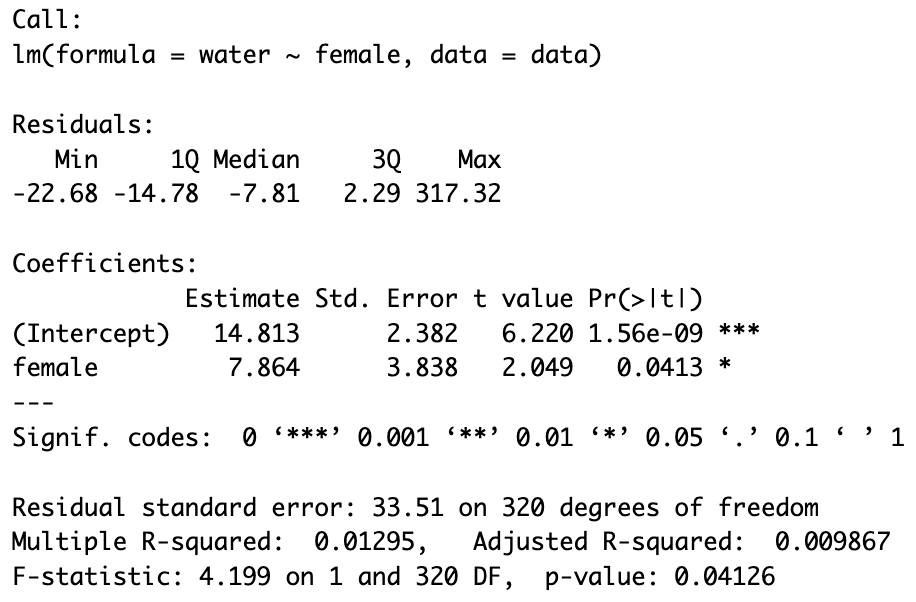 Call:
lm(formula = water ~ female, data = data)

Residuals:
   Min     1Q Median     3Q    Max
-22.68 -14.78  -7.81   2.29 317.32

Coefficients:
            Estimate Std. Error t value Pr(>|t|)
(Intercept)   14.813      2.382   6.220 1.56e-09 ***
female         7.864      3.838   2.049   0.0413 *
---
Signif. codes:  0 ‘***’ 0.001 ‘**’ 0.01 ‘*’ 0.05 ‘.’ 0.1 ‘ ’ 1

Residual standard error: 33.51 on 320 degrees of freedom
Multiple R-squared:  0.01295,   Adjusted R-squared:  0.009867
F-statistic: 4.199 on 1 and 320 DF,  p-value: 0.04126